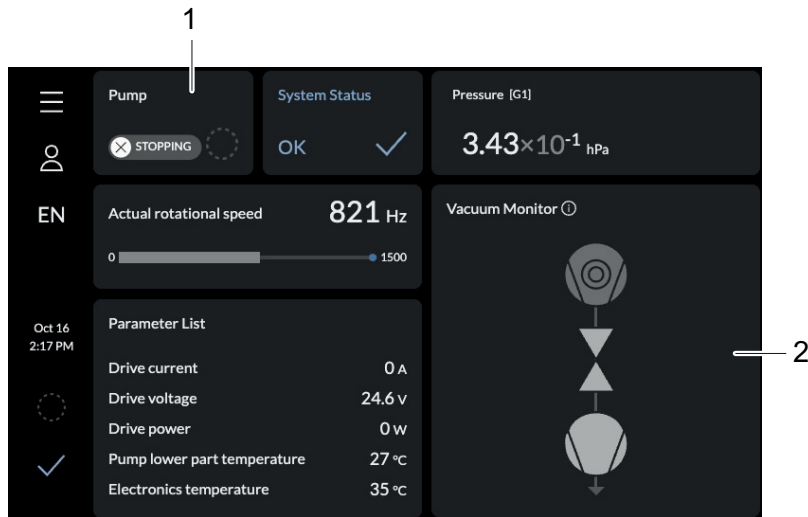 1
Pump
System Status
Pressure [G1]
STOPPING
OK
3.43×10⁻¹ hPa
EN
Actual rotational speed 821 Hz
Vacuum Monitor
0 1500
Oct 16
2:17 PM
Parameter List
2
Drive current 0 A
Drive voltage 24.6 V
Drive power 0 W
Pump lower part temperature 27 °C
Electronics temperature 35 °C